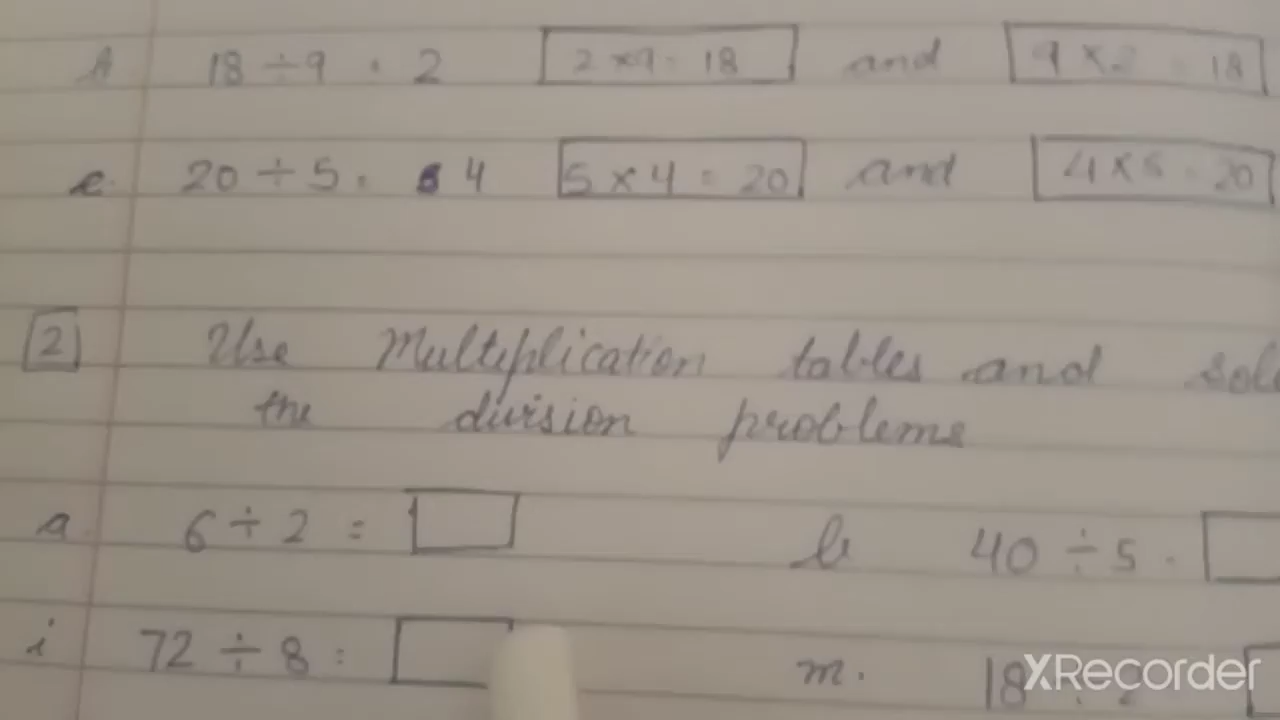 18 ÷ 9 = 2 2 × 9 = 18 and 9 × 2 = 18
e. 20 ÷ 5 = 4 5 × 4 = 20 and 4 × 5 = 20
2 Use Multiplication tables and
the division problems
a. 6 ÷ 2 = b 40 ÷ 5 =
i 72 ÷ 8 = m. 18 ÷
XRecorder